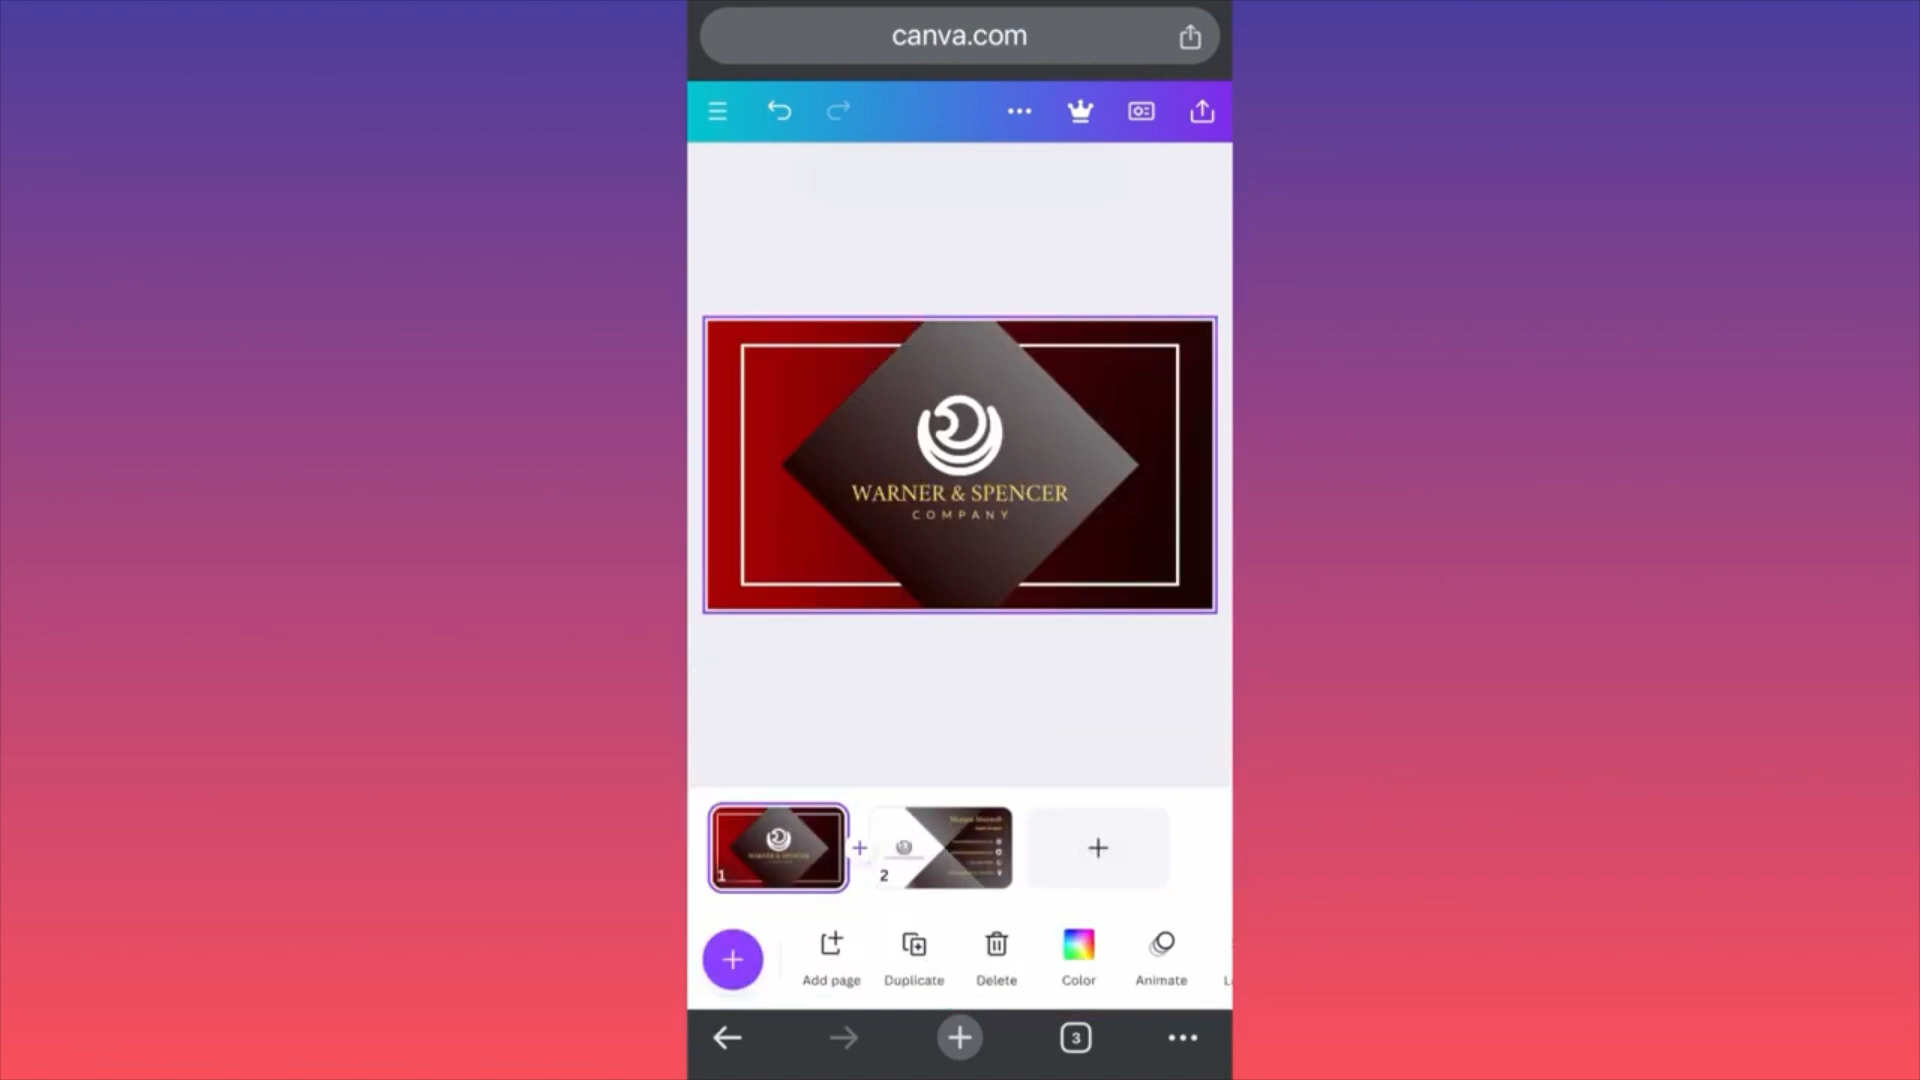 canva.com
WARNER & SPENCER
COMPANY
1
2
Add page
Duplicate
Delete
Color
Animate
3